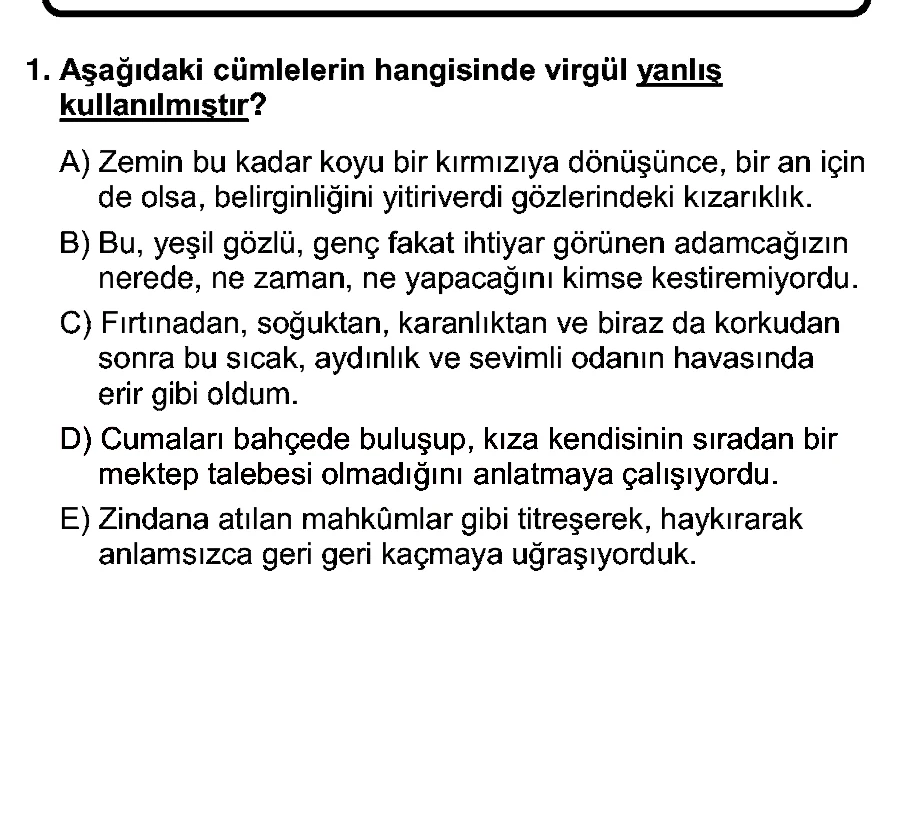 1. Aşağıdaki cümlelerin hangisinde virgül yanlış
kullanılmıştır?
A) Zemin bu kadar koyu bir kırmızıya dönüşünce, bir an için
de olsa, belirginliğini yitiriverdi gözlerindeki kızarıklık.
B) Bu, yeşil gözlü, genç fakat ihtiyar görünen adamcağızın
nerede, ne zaman, ne yapacağını kimse kestiremiyordu.
C) Fırtınadan, soğuktan, karanlıktan ve biraz da korkudan
sonra bu sıcak, aydınlık ve sevimli odanın havasında
erir gibi oldum.
D) Cumaları bahçede buluşup, kıza kendisinin sıradan bir
mektep talebesi olmadığını anlatmaya çalışıyordu.
E) Zindana atılan mahkûmlar gibi titreşerek, haykırarak
anlamsızca geri geri kaçmaya uğraşıyorduk.